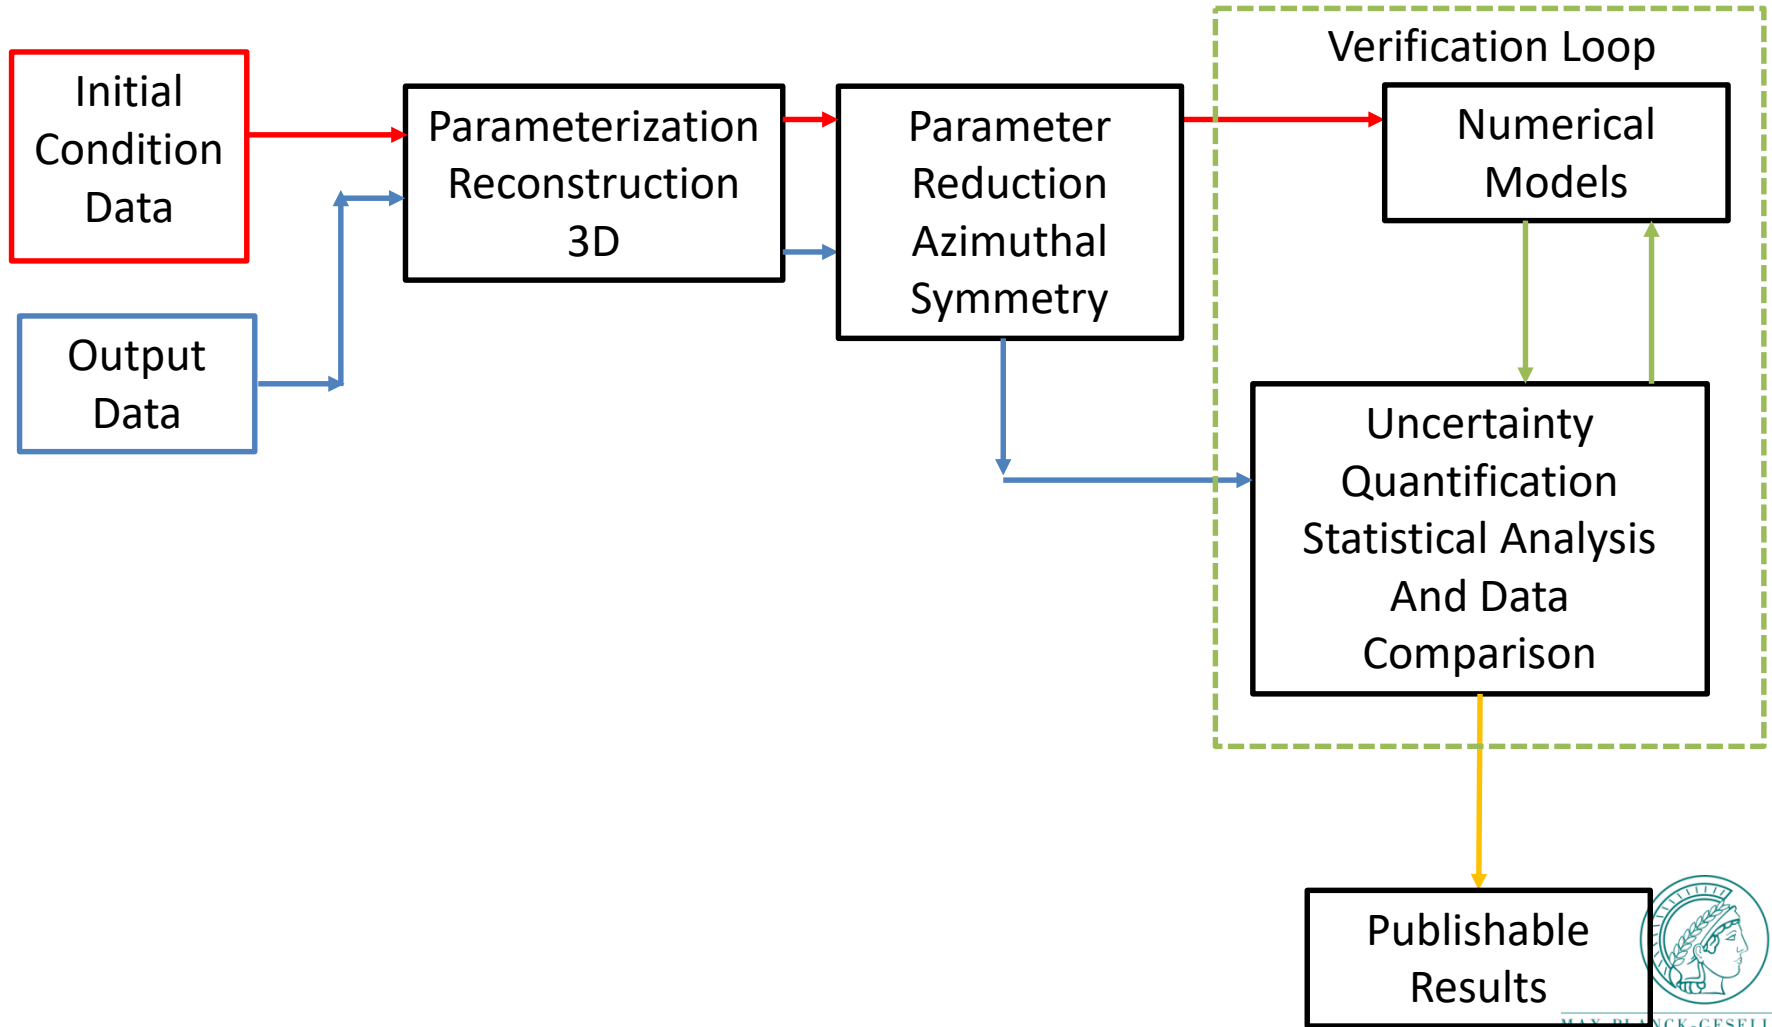 Verification Loop
Initial
Condition
Data
Parameterization
Reconstruction
3D
Parameter
Reduction
Azimuthal
Symmetry
Numerical
Models
Output
Data
Uncertainty
Quantification
Statistical Analysis
And Data
Comparison
Publishable
Results